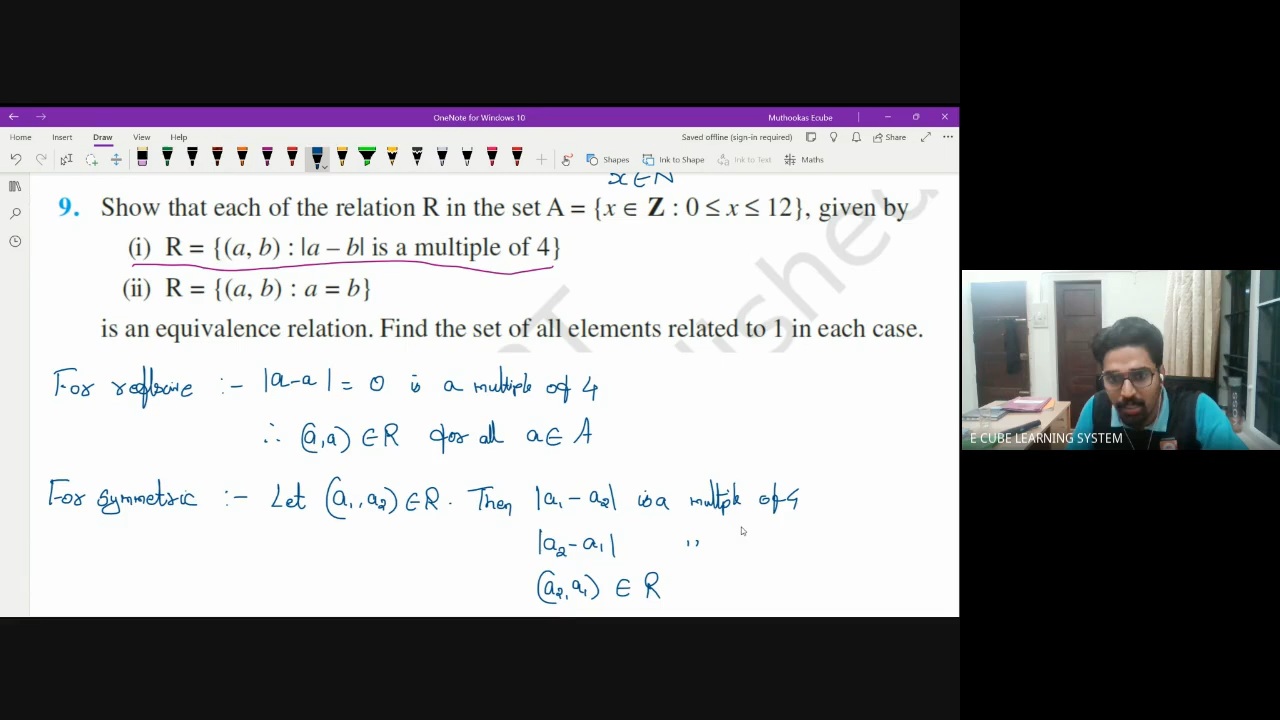 OneNote for Windows 10
Muthookas Ecube
Home Insert Draw View Help
Saved offline (sign-in required)
Share
Shapes
Ink to Shape
Ink to Text
Maths
x ∈ N
9. Show that each of the relation R in the set A = {x ∈ Z : 0 ≤ x ≤ 12}, given by
(i) R = {(a, b) : |a – b| is a multiple of 4}
(ii) R = {(a, b) : a = b}
is an equivalence relation. Find the set of all elements related to 1 in each case.
For reflexive :- |a-a| = 0 is a multiple of 4
∴ (a,a) ∈ R for all a ∈ A
For symmetric :- Let (a₁, a₂) ∈ R. Then |a₁ - a₂| is a multiple of 4
|a₂ - a₁| ''
(a₂, a₁) ∈ R
E CUBE LEARNING SYSTEM